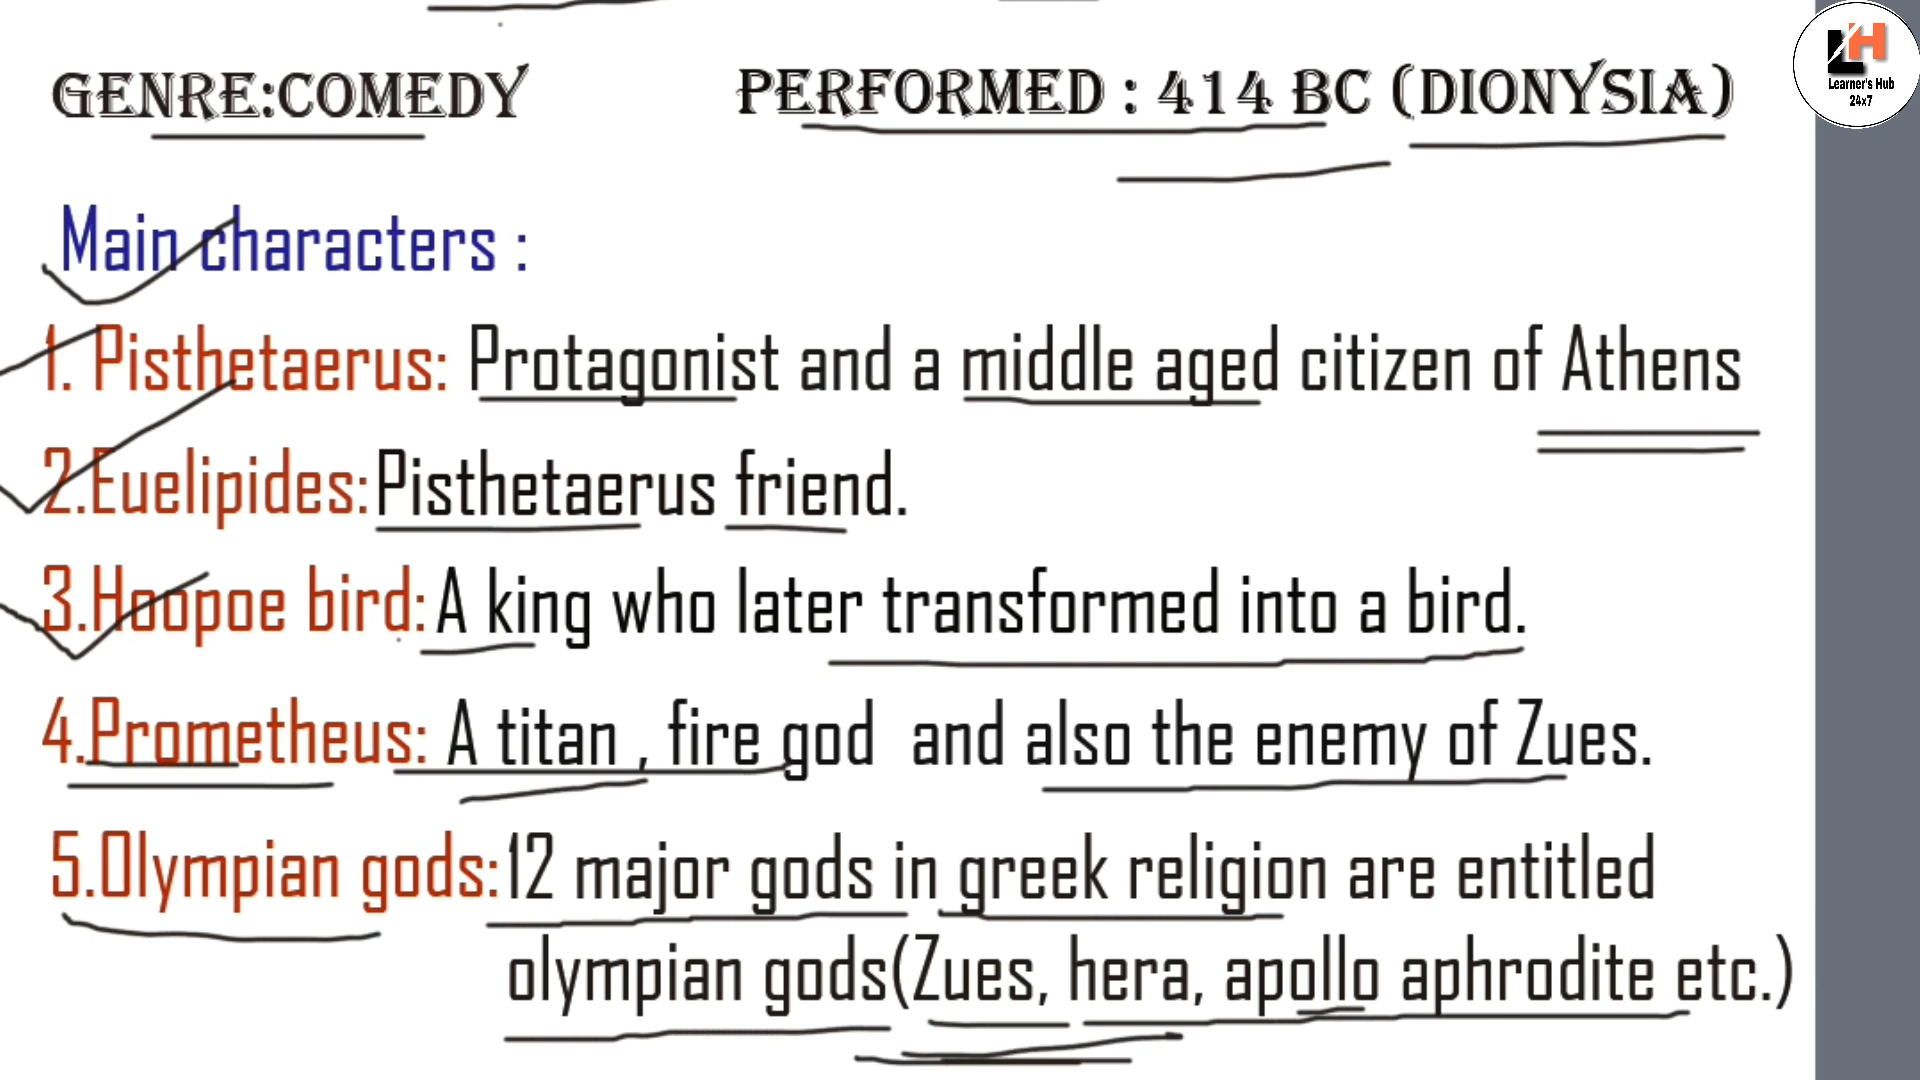 GENRE:COMEDY PERFORMED : 414 BC (DIONYSIA)
LH
Learner's Hub
24x7
Main characters :
1. Pisthetaerus: Protagonist and a middle aged citizen of Athens
2.Euelipides:Pisthetaerus friend.
3.Hoopoe bird:A king who later transformed into a bird.
4.Prometheus: A titan , fire god and also the enemy of Zues.
5.Olympian gods:12 major gods in greek religion are entitled
olympian gods(Zues, hera, apollo aphrodite etc.)